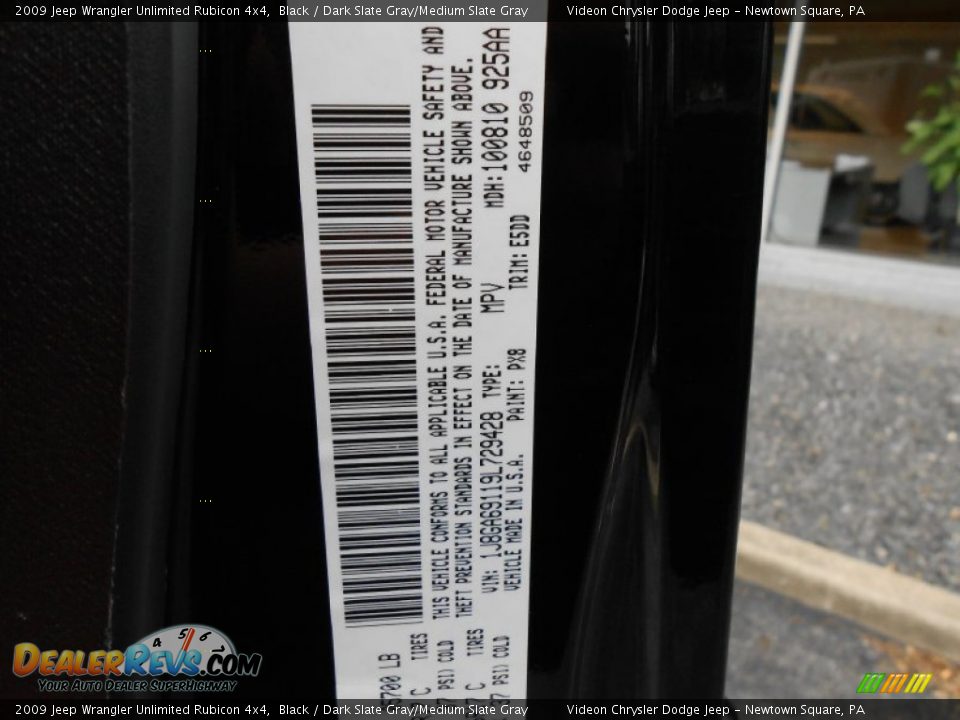 2009 Jeep Wrangler Unlimited Rubicon 4x4, Black / Dark Slate Gray/Medium Slate Gray Videon Chrysler Dodge Jeep - Newtown Square, PA
5700 LB
TIRES
PSI) COLD
THIS VEHICLE CONFORMS TO ALL APPLICABLE U.S.A. FEDERAL MOTOR VEHICLE SAFETY AND
THEFT PREVENTION STANDARDS IN EFFECT ON THE DATE OF MANUFACTURE SHOWN ABOVE.
TIRES
PSI) COLD
VIN: 1J8GA69119L729428 TYPE: MPV MDH: 100810 925AA
VEHICLE MADE IN U.S.A. PAINT: PX8 TRIM: E5DD 4648509
DealerRevs.com
Your Auto Dealer SuperHighway
2009 Jeep Wrangler Unlimited Rubicon 4x4, Black / Dark Slate Gray/Medium Slate Gray Videon Chrysler Dodge Jeep - Newtown Square, PA